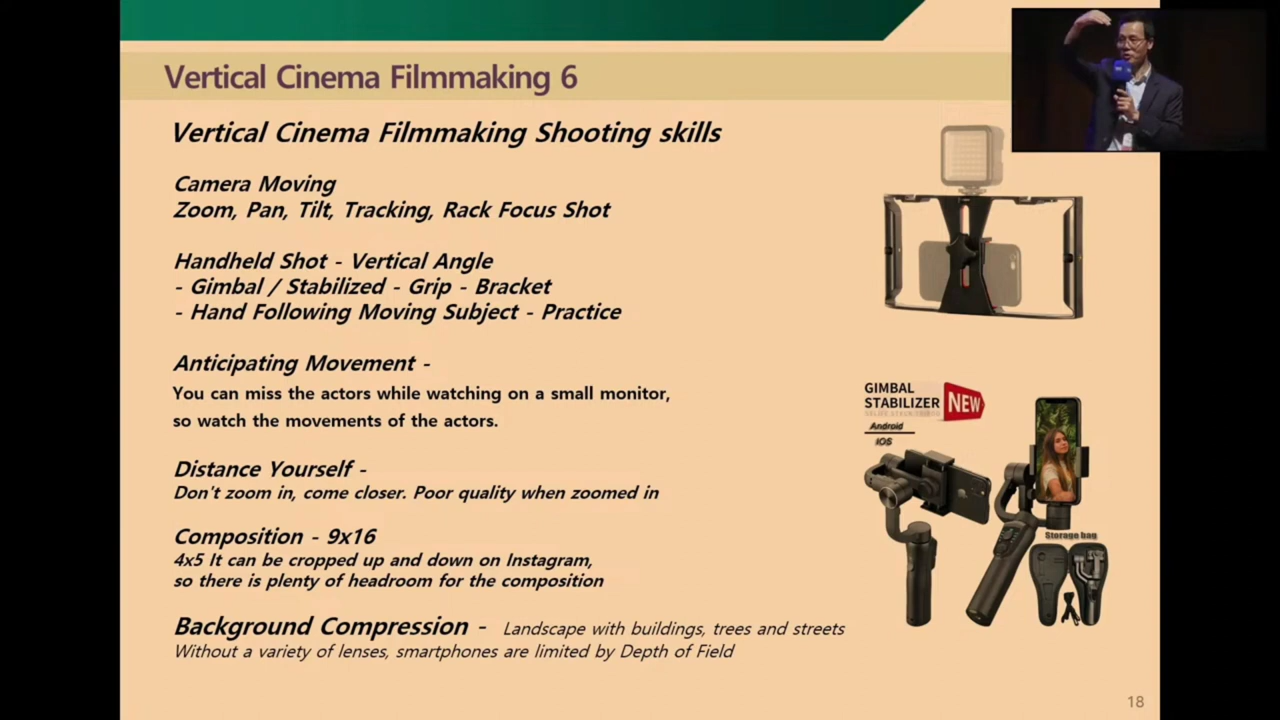 Vertical Cinema Filmmaking 6
Vertical Cinema Filmmaking Shooting skills
Camera Moving
Zoom, Pan, Tilt, Tracking, Rack Focus Shot
Handheld Shot - Vertical Angle
- Gimbal / Stabilized - Grip - Bracket
- Hand Following Moving Subject - Practice
Anticipating Movement -
You can miss the actors while watching on a small monitor,
so watch the movements of the actors.
Distance Yourself -
Don't zoom in, come closer. Poor quality when zoomed in
Composition - 9x16
4x5 It can be cropped up and down on Instagram,
so there is plenty of headroom for the composition
Background Compression - Landscape with buildings, trees and streets
Without a variety of lenses, smartphones are limited by Depth of Field
GIMBAL
STABILIZER
NEW
Android
iOS
Storage bag
18